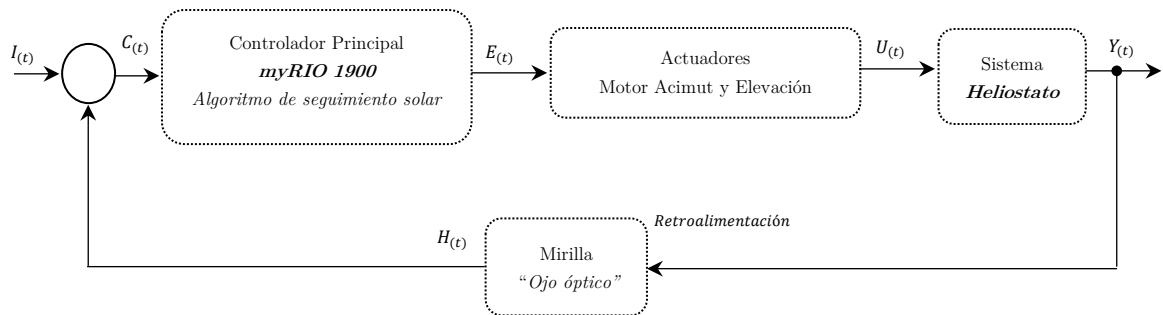 I(t)
C(t)
Controlador Principal
myRIO 1900
Algoritmo de seguimiento solar
E(t)
Actuadores
Motor Acimut y Elevación
U(t)
Sistema
Heliostato
Y(t)
Retroalimentación
H(t)
Mirilla
“Ojo óptico”